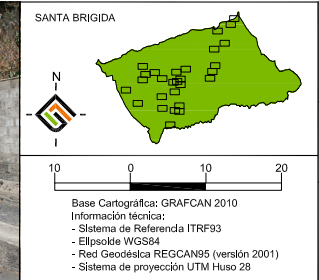 SANTA BRIGIDA
N
10 0 10 20
Base Cartográfica: GRAFCAN 2010
Información técnica:
- Sistema de Referencia ITRF93
- Elipsoide WGS84
- Red Geodésica REGCAN95 (versión 2001)
- Sistema de proyección UTM Huso 28